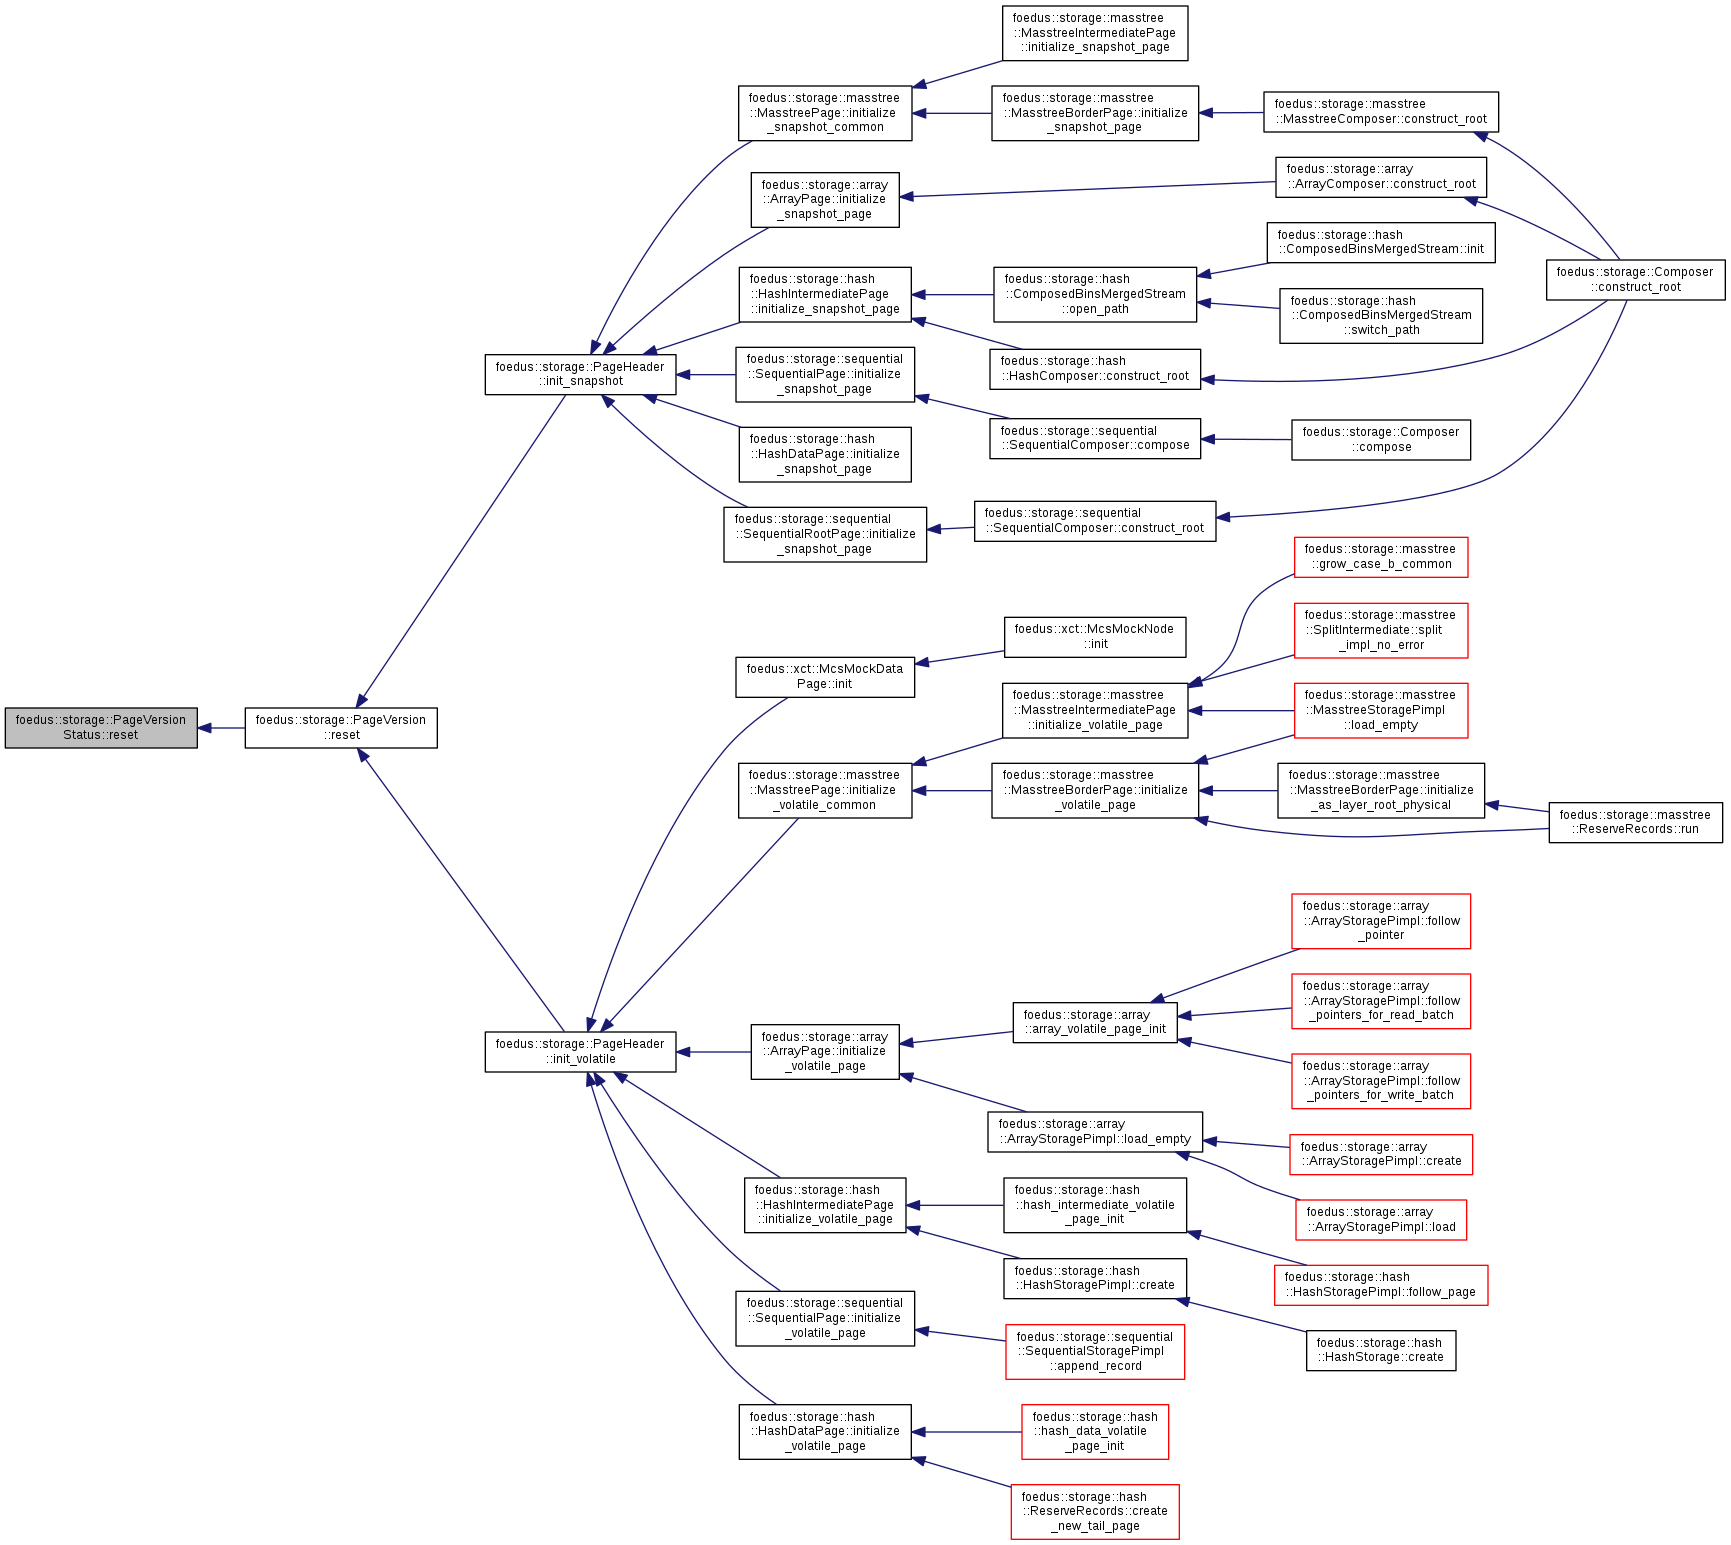 foedus::storage::PageVersion
Status::reset
foedus::storage::PageVersion
::reset
foedus::storage::PageHeader
::init_snapshot
foedus::storage::PageHeader
::init_volatile
foedus::storage::masstree
::MasstreePage::initialize
_snapshot_common
foedus::storage::array
::ArrayPage::initialize
_snapshot_page
foedus::storage::hash
::HashIntermediatePage
::initialize_snapshot_page
foedus::storage::sequential
::SequentialPage::initialize
_snapshot_page
foedus::storage::hash
::HashDataPage::initialize
_snapshot_page
foedus::storage::sequential
::SequentialRootPage::initialize
_snapshot_page
foedus::xct::McsMockData
Page::init
foedus::storage::masstree
::MasstreePage::initialize
_volatile_common
foedus::storage::array
::ArrayPage::initialize
_volatile_page
foedus::storage::hash
::HashIntermediatePage
::initialize_volatile_page
foedus::storage::sequential
::SequentialPage::initialize
_volatile_page
foedus::storage::hash
::HashDataPage::initialize
_volatile_page
foedus::storage::masstree
::MasstreeIntermediatePage
::initialize_snapshot_page
foedus::storage::masstree
::MasstreeBorderPage::initialize
_snapshot_page
foedus::storage::hash
::ComposedBinsMergedStream
::open_path
foedus::storage::hash
::HashComposer::construct_root
foedus::storage::sequential
::SequentialComposer::compose
foedus::storage::sequential
::SequentialComposer::construct_root
foedus::xct::McsMockNode
::init
foedus::storage::masstree
::MasstreeIntermediatePage
::initialize_volatile_page
foedus::storage::masstree
::MasstreeBorderPage::initialize
_volatile_page
foedus::storage::array
::array_volatile_page_init
foedus::storage::array
::ArrayStoragePimpl::load_empty
foedus::storage::hash
::hash_intermediate_volatile
_page_init
foedus::storage::hash
::HashStoragePimpl::create
foedus::storage::sequential
::SequentialStoragePimpl
::append_record
foedus::storage::hash
::hash_data_volatile
_page_init
foedus::storage::hash
::ReserveRecords::create
_new_tail_page
foedus::storage::masstree
::MasstreeComposer::construct_root
foedus::storage::array
::ArrayComposer::construct_root
foedus::storage::hash
::ComposedBinsMergedStream::init
foedus::storage::hash
::ComposedBinsMergedStream
::switch_path
foedus::storage::Composer
::compose
foedus::storage::masstree
::grow_case_b_common
foedus::storage::masstree
::SplitIntermediate::split
_impl_no_error
foedus::storage::masstree
::MasstreeStoragePimpl
::load_empty
foedus::storage::masstree
::MasstreeBorderPage::initialize
_as_layer_root_physical
foedus::storage::array
::ArrayStoragePimpl::follow
_pointer
foedus::storage::array
::ArrayStoragePimpl::follow
_pointers_for_read_batch
foedus::storage::array
::ArrayStoragePimpl::follow
_pointers_for_write_batch
foedus::storage::array
::ArrayStoragePimpl::create
foedus::storage::array
::ArrayStoragePimpl::load
foedus::storage::hash
::HashStoragePimpl::follow_page
foedus::storage::hash
::HashStorage::create
foedus::storage::Composer
::construct_root
foedus::storage::masstree
::ReserveRecords::run